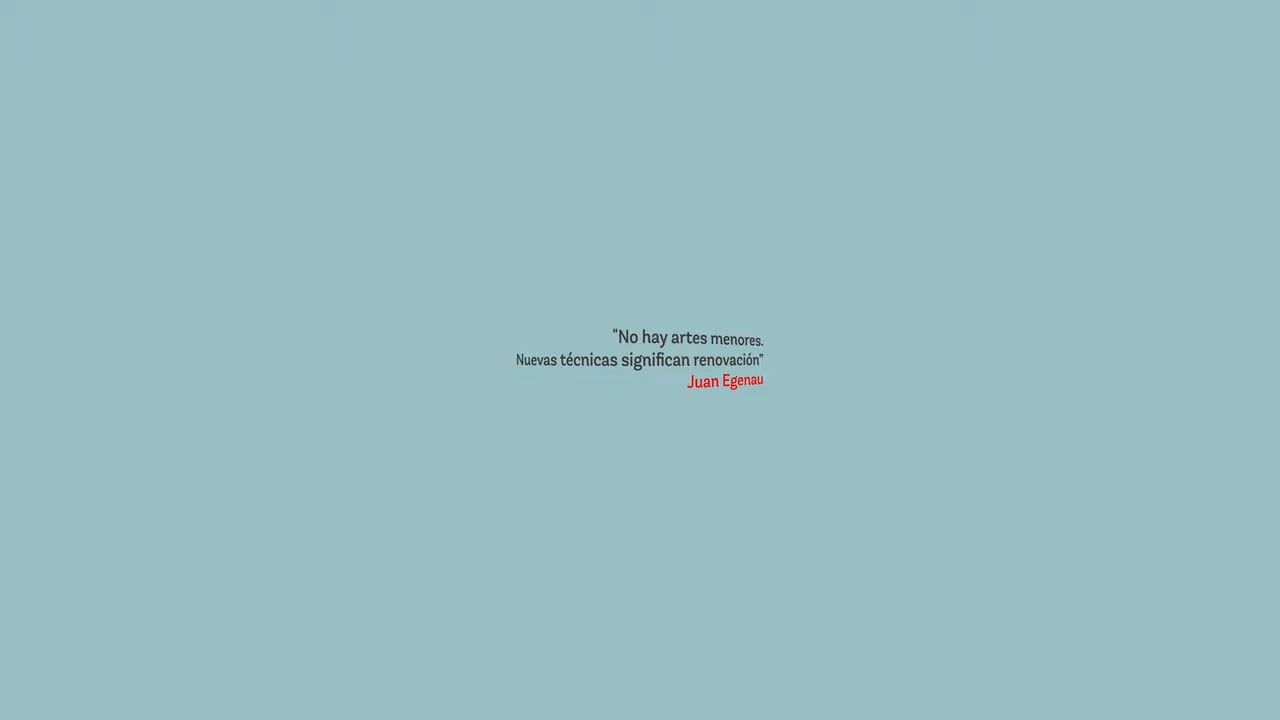 "No hay artes menores.
Nuevas técnicas significan renovación”
Juan Egenau